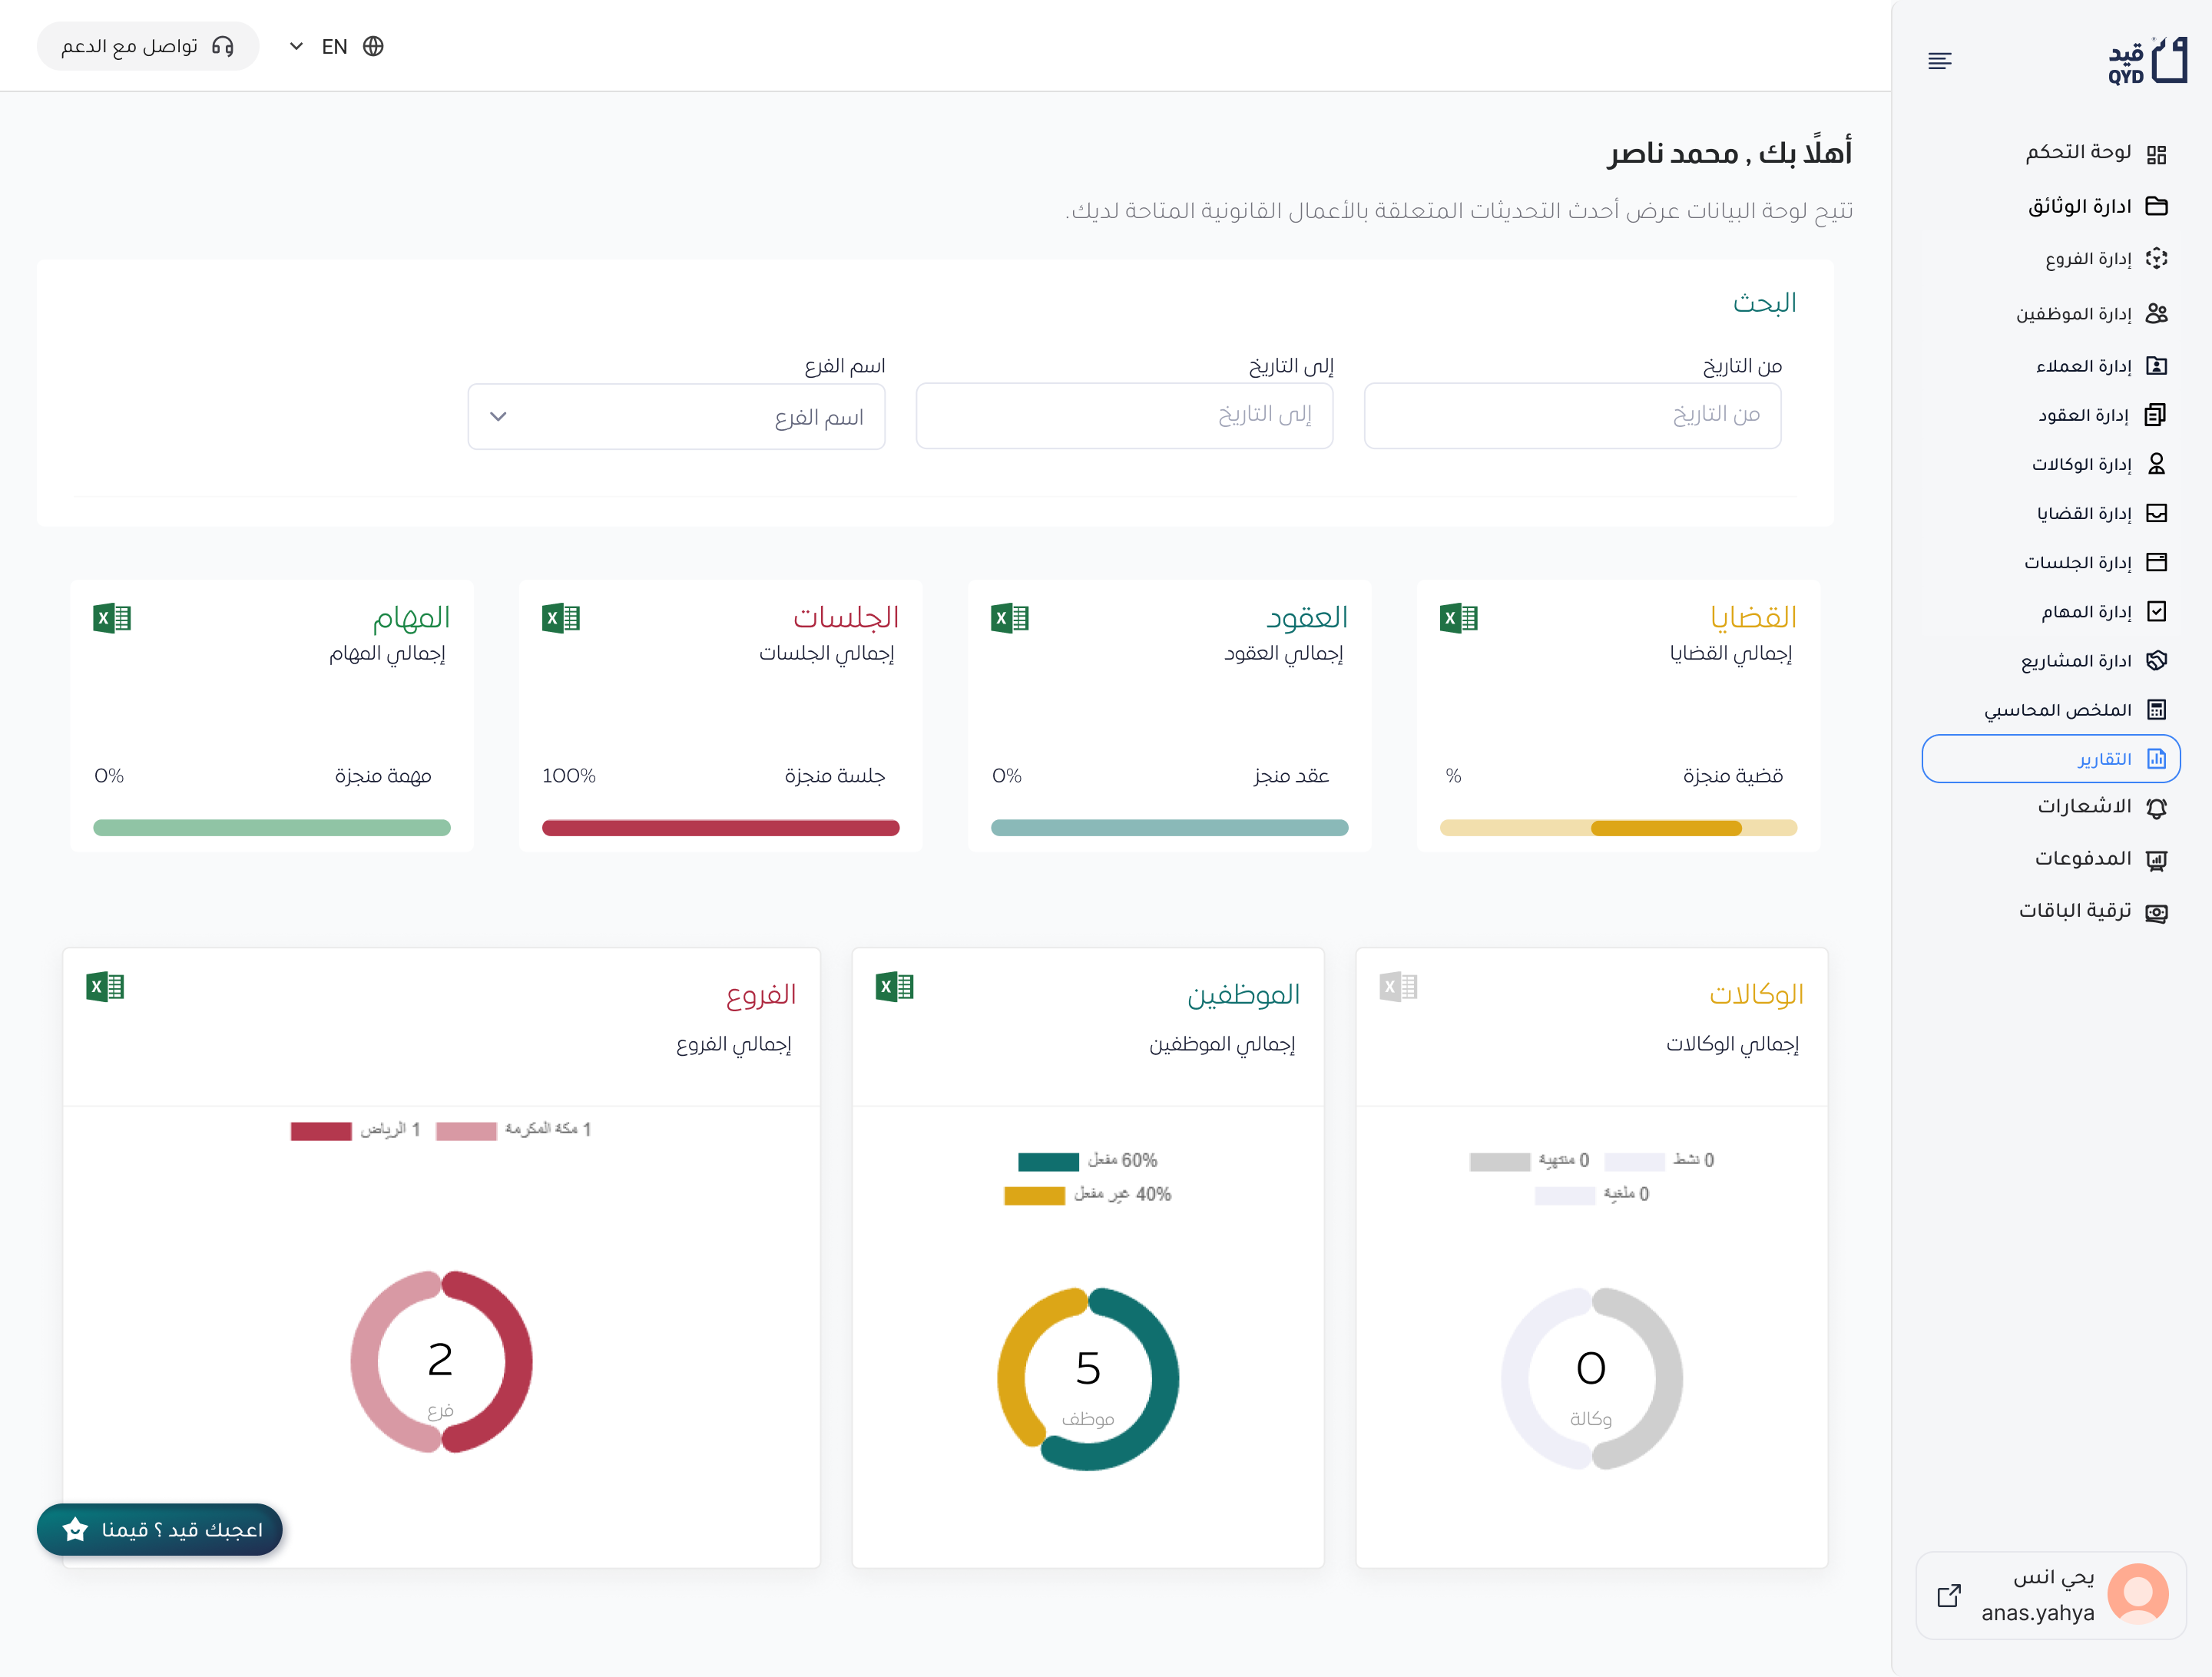 قيد
QYD
لوحة التحكم
ادارة الوثائق
إدارة الفروع
إدارة الموظفين
إدارة العملاء
إدارة العقود
إدارة الوكالات
إدارة القضايا
إدارة الجلسات
إدارة المهام
ادارة المشاريع
الملخص المحاسبي
التقارير
الاشعارات
المدفوعات
ترقية الباقات
يحي انس
anas.yahya
EN
تواصل مع الدعم
أهلاً بك , محمد ناصر
تتيح لوحة البيانات عرض أحدث التحديثات المتعلقة بالأعمال القانونية المتاحة لديك.
البحث
من التاريخ
إلى التاريخ
اسم الفرع
من التاريخ
إلى التاريخ
اسم الفرع
القضايا
إجمالي القضايا
قضية منجزة %
العقود
إجمالي العقود
عقد منجز 0%
الجلسات
إجمالي الجلسات
جلسة منجزة 100%
المهام
إجمالي المهام
مهمة منجزة 0%
الوكالات
إجمالي الوكالات
0 نشط
0 منتهية
0 ملغية
0
وكالة
الموظفين
إجمالي الموظفين
60% مفعل
40% غير مفعل
5
موظف
الفروع
إجمالي الفروع
1 مكة المكرمة
1 الرياض
2
فرع
اعجبك قيد ؟ قيمنا